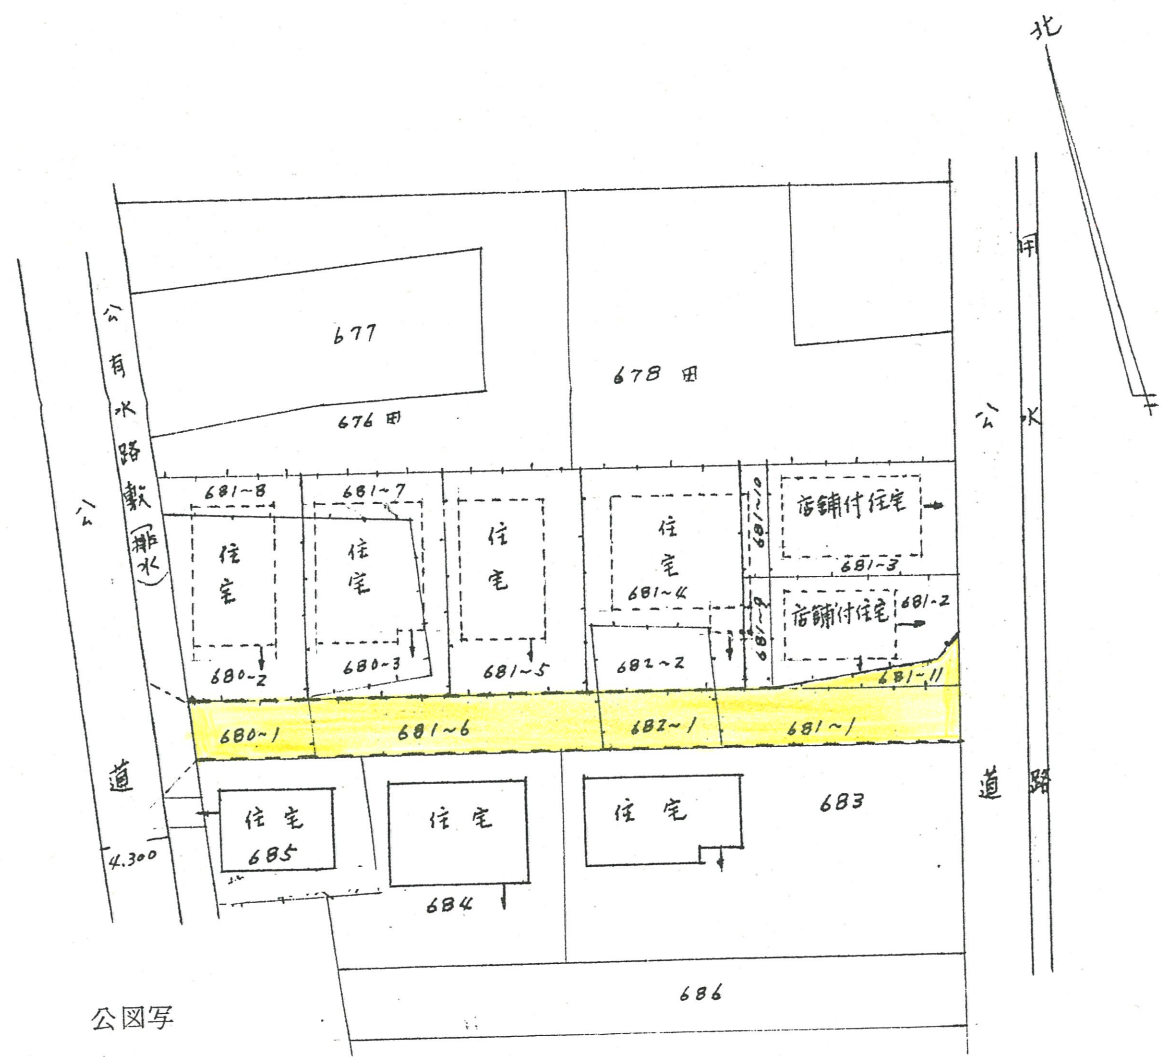 北
公有水路敷(排水)
公道
用水路
公道
677
678 田
676 田
681~8
681~7
681~10
店舗付住宅
住宅
住宅
住宅
住宅
681~3
681~4
681~9
店舗付住宅
681~2
680~2
680~3
681~5
682~2
681~11
680~1
681~6
682~1
681~1
住宅
685
住宅
住宅
683
4.300
684
686
公図写